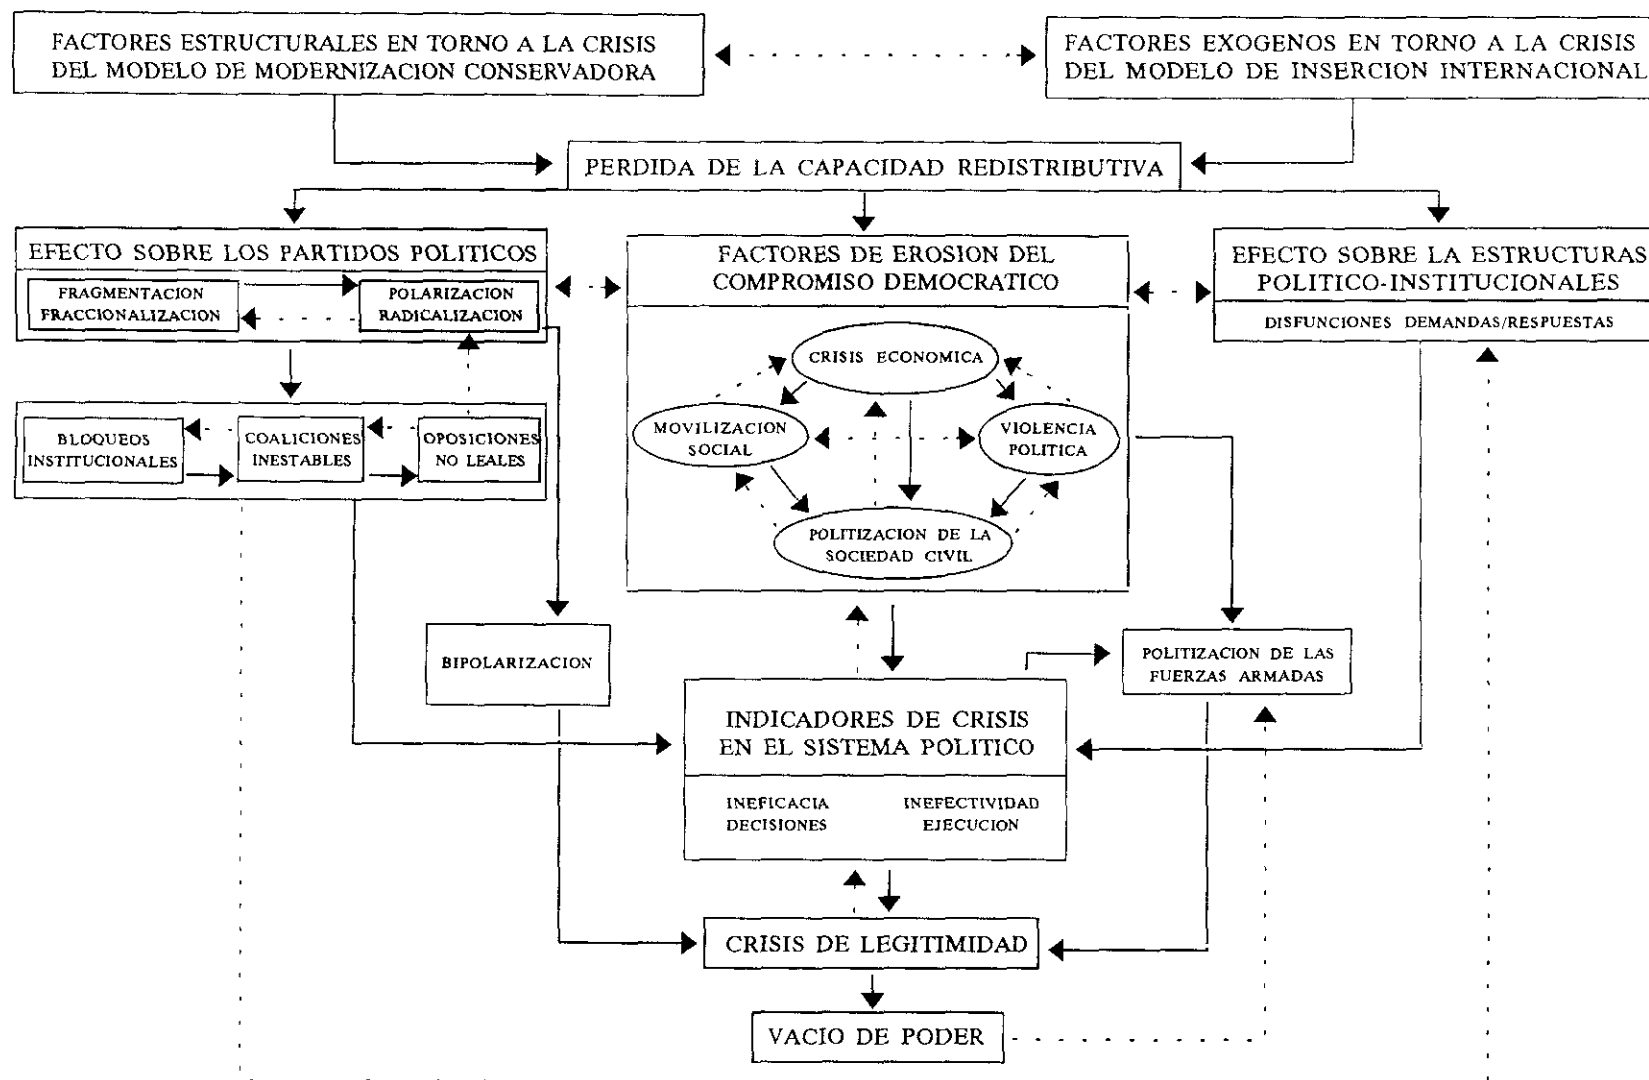 FACTORES ESTRUCTURALES EN TORNO A LA CRISIS
DEL MODELO DE MODERNIZACION CONSERVADORA
FACTORES EXOGENOS EN TORNO A LA CRISIS
DEL MODELO DE INSERCION INTERNACIONAL
PERDIDA DE LA CAPACIDAD REDISTRIBUTIVA
EFECTO SOBRE LOS PARTIDOS POLITICOS
FRAGMENTACION
FRACCIONALIZACION
POLARIZACION
RADICALIZACION
FACTORES DE EROSION DEL
COMPROMISO DEMOCRATICO
EFECTO SOBRE LA ESTRUCTURAS
POLITICO-INSTITUCIONALES
DISFUNCIONES DEMANDAS/RESPUESTAS
CRISIS ECONOMICA
MOVILIZACION
SOCIAL
VIOLENCIA
POLITICA
POLITIZACION DE LA
SOCIEDAD CIVIL
BLOQUEOS
INSTITUCIONALES
COALICIONES
INESTABLES
OPOSICIONES
NO LEALES
BIPOLARIZACION
POLITIZACION DE LAS
FUERZAS ARMADAS
INDICADORES DE CRISIS
EN EL SISTEMA POLITICO
INEFICACIA
DECISIONES
INEFECTIVIDAD
EJECUCION
CRISIS DE LEGITIMIDAD
VACIO DE PODER